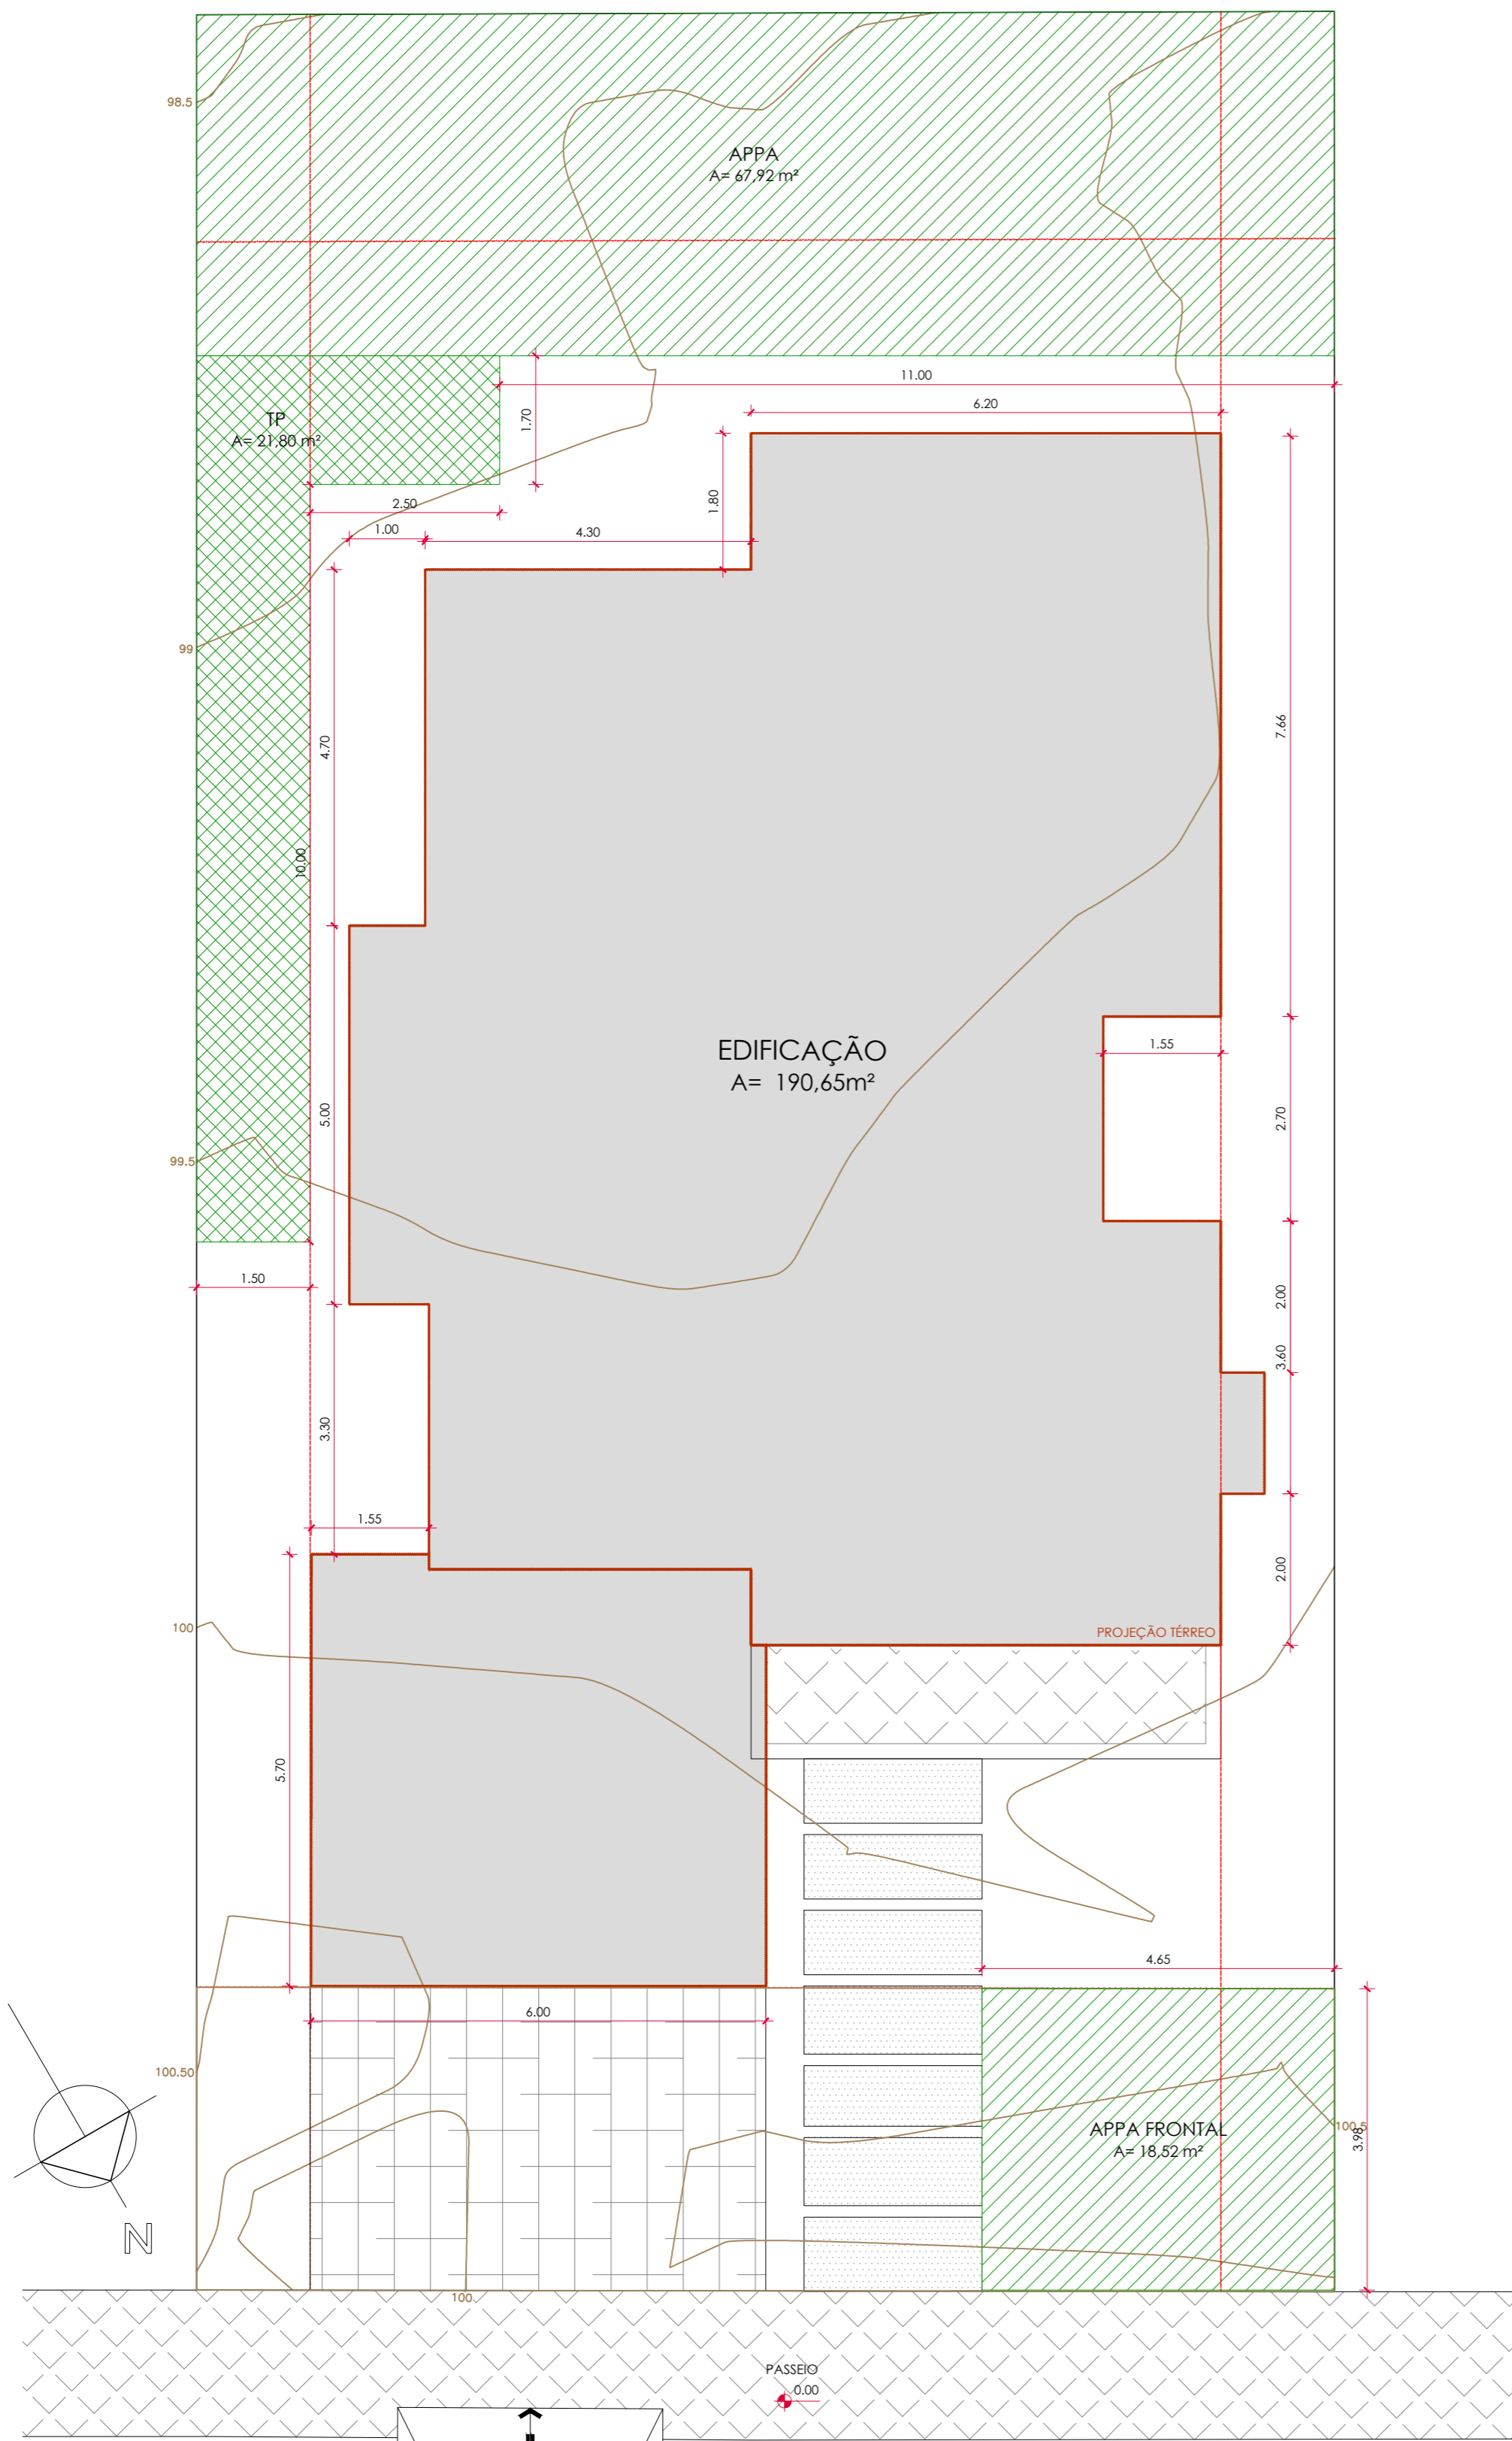 98.5
APPA
A= 67,92 m²
11.00
6.20
1.70
TP
A= 21,80 m²
2.50
1.80
1.00
4.30
99
4.70
7.66
10.00
EDIFICAÇÃO
A= 190,65m²
1.55
5.00
2.70
99.5
1.50
2.00
3.60
3.30
1.55
2.00
100
PROJEÇÃO TÉRREO
5.70
4.65
6.00
100.50
APPA FRONTAL
A= 18,52 m²
100.5
3.98
N
100
PASSEIO
0.00